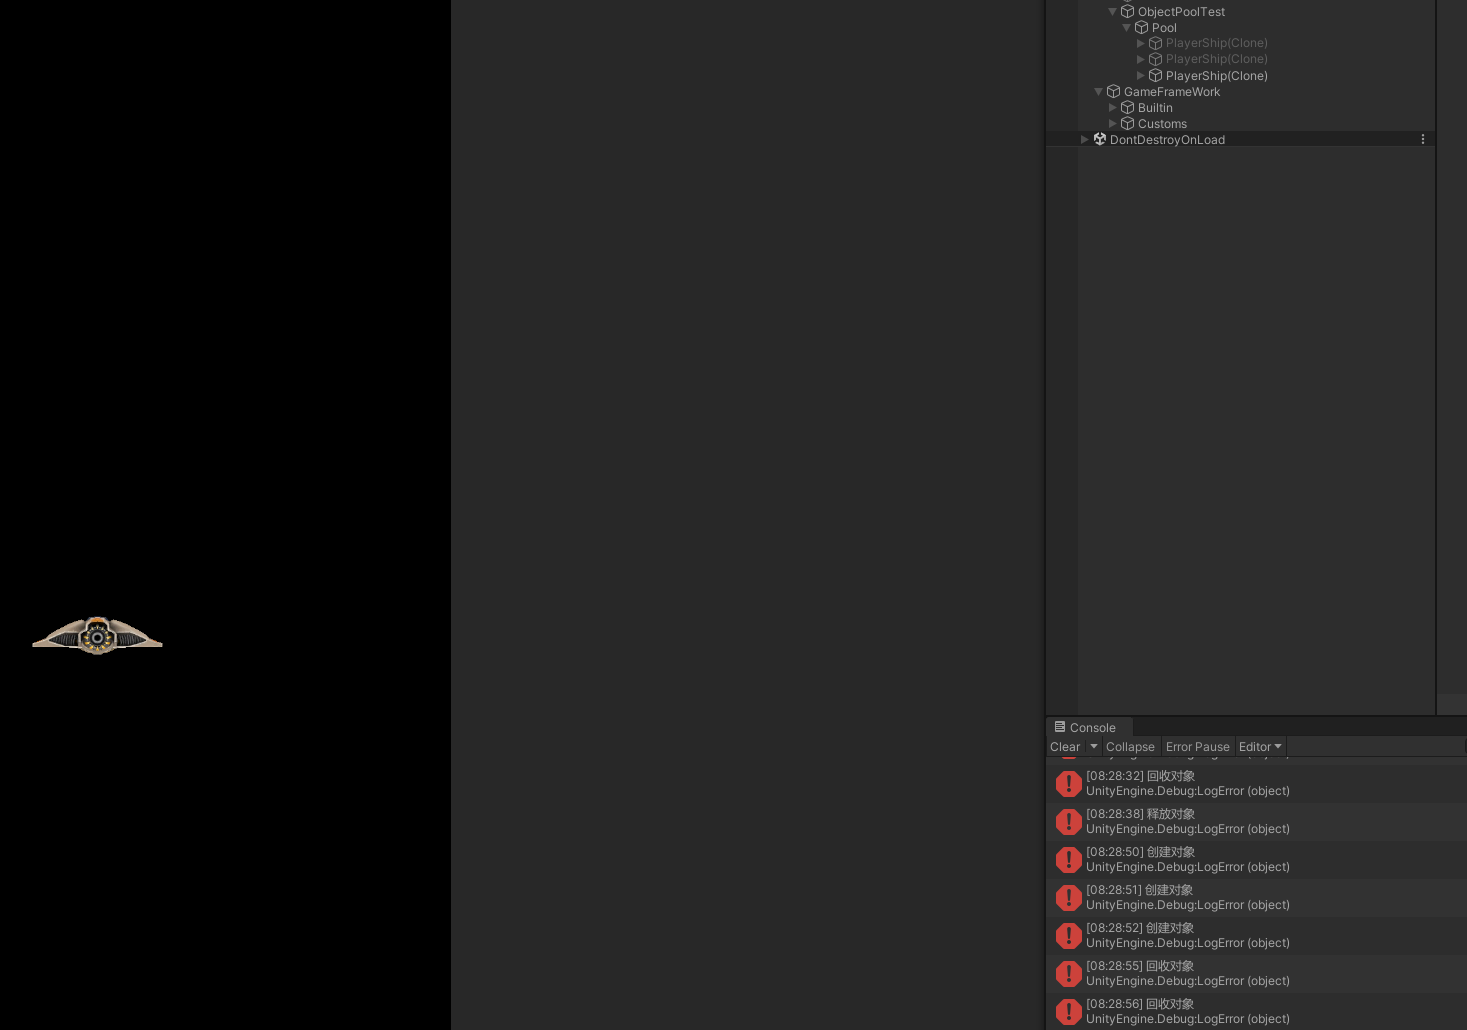 ObjectPoolTest
Pool
PlayerShip(Clone)
PlayerShip(Clone)
PlayerShip(Clone)
GameFrameWork
Builtin
Customs
DontDestroyOnLoad
Console
Clear Collapse Error Pause Editor
[08:28:32] 回收对象
UnityEngine.Debug:LogError (object)
[08:28:38] 释放对象
UnityEngine.Debug:LogError (object)
[08:28:50] 创建对象
UnityEngine.Debug:LogError (object)
[08:28:51] 创建对象
UnityEngine.Debug:LogError (object)
[08:28:52] 创建对象
UnityEngine.Debug:LogError (object)
[08:28:55] 回收对象
UnityEngine.Debug:LogError (object)
[08:28:56] 回收对象
UnityEngine.Debug:LogError (object)